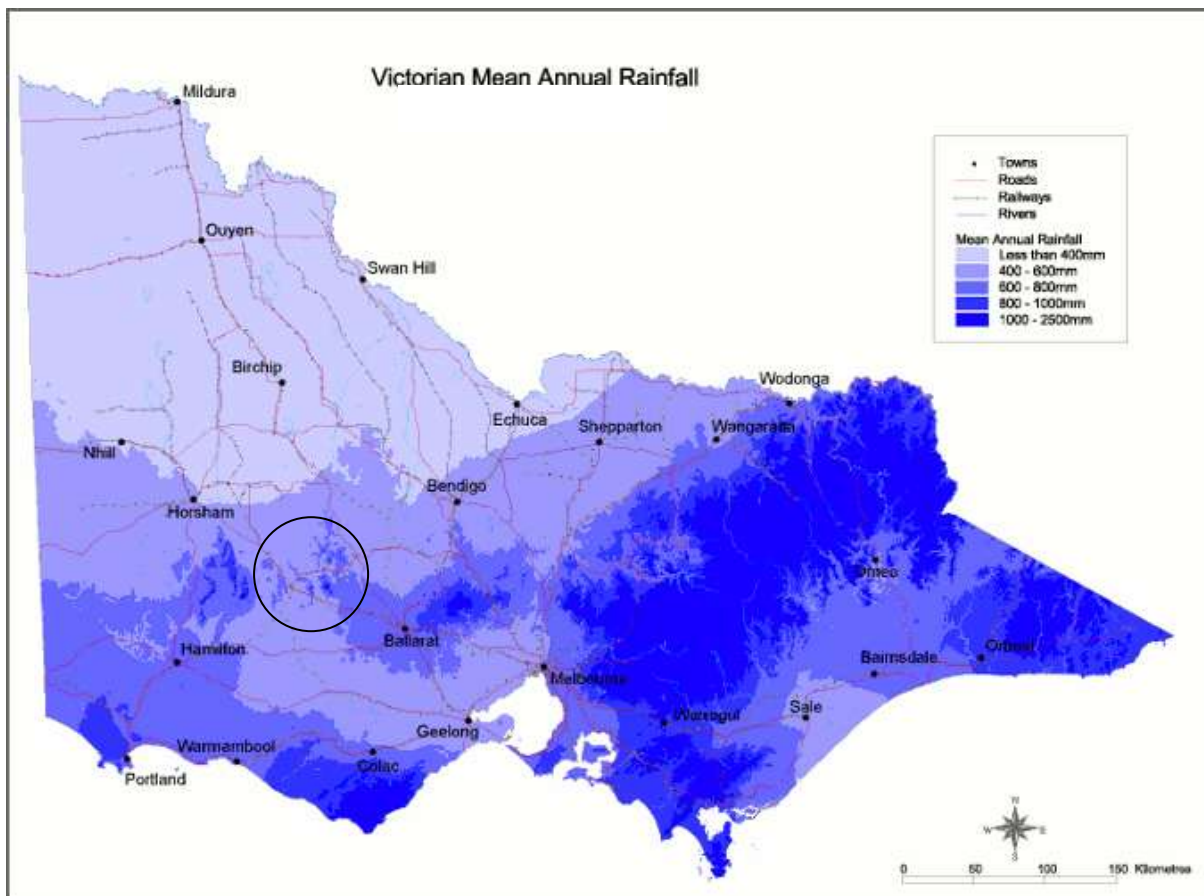 Victorian Mean Annual Rainfall
Mildura
Towns
Roads
Railways
Rivers
Mean Annual Rainfall
Less than 400mm
400 - 600mm
600 - 800mm
800 - 1000mm
1000 - 2500mm
Ouyen
Swan Hill
Birchip
Wodonga
Echuca
Shepparton
Wangaratta
Nhill
Bendigo
Horsham
Omeo
Ballarat
Hamilton
Orbost
Bairnsdale
Melbourne
Sale
Warragul
Geelong
Warrnambool
Colac
Portland
N
W E
S
0 50 100 150 Kilometres